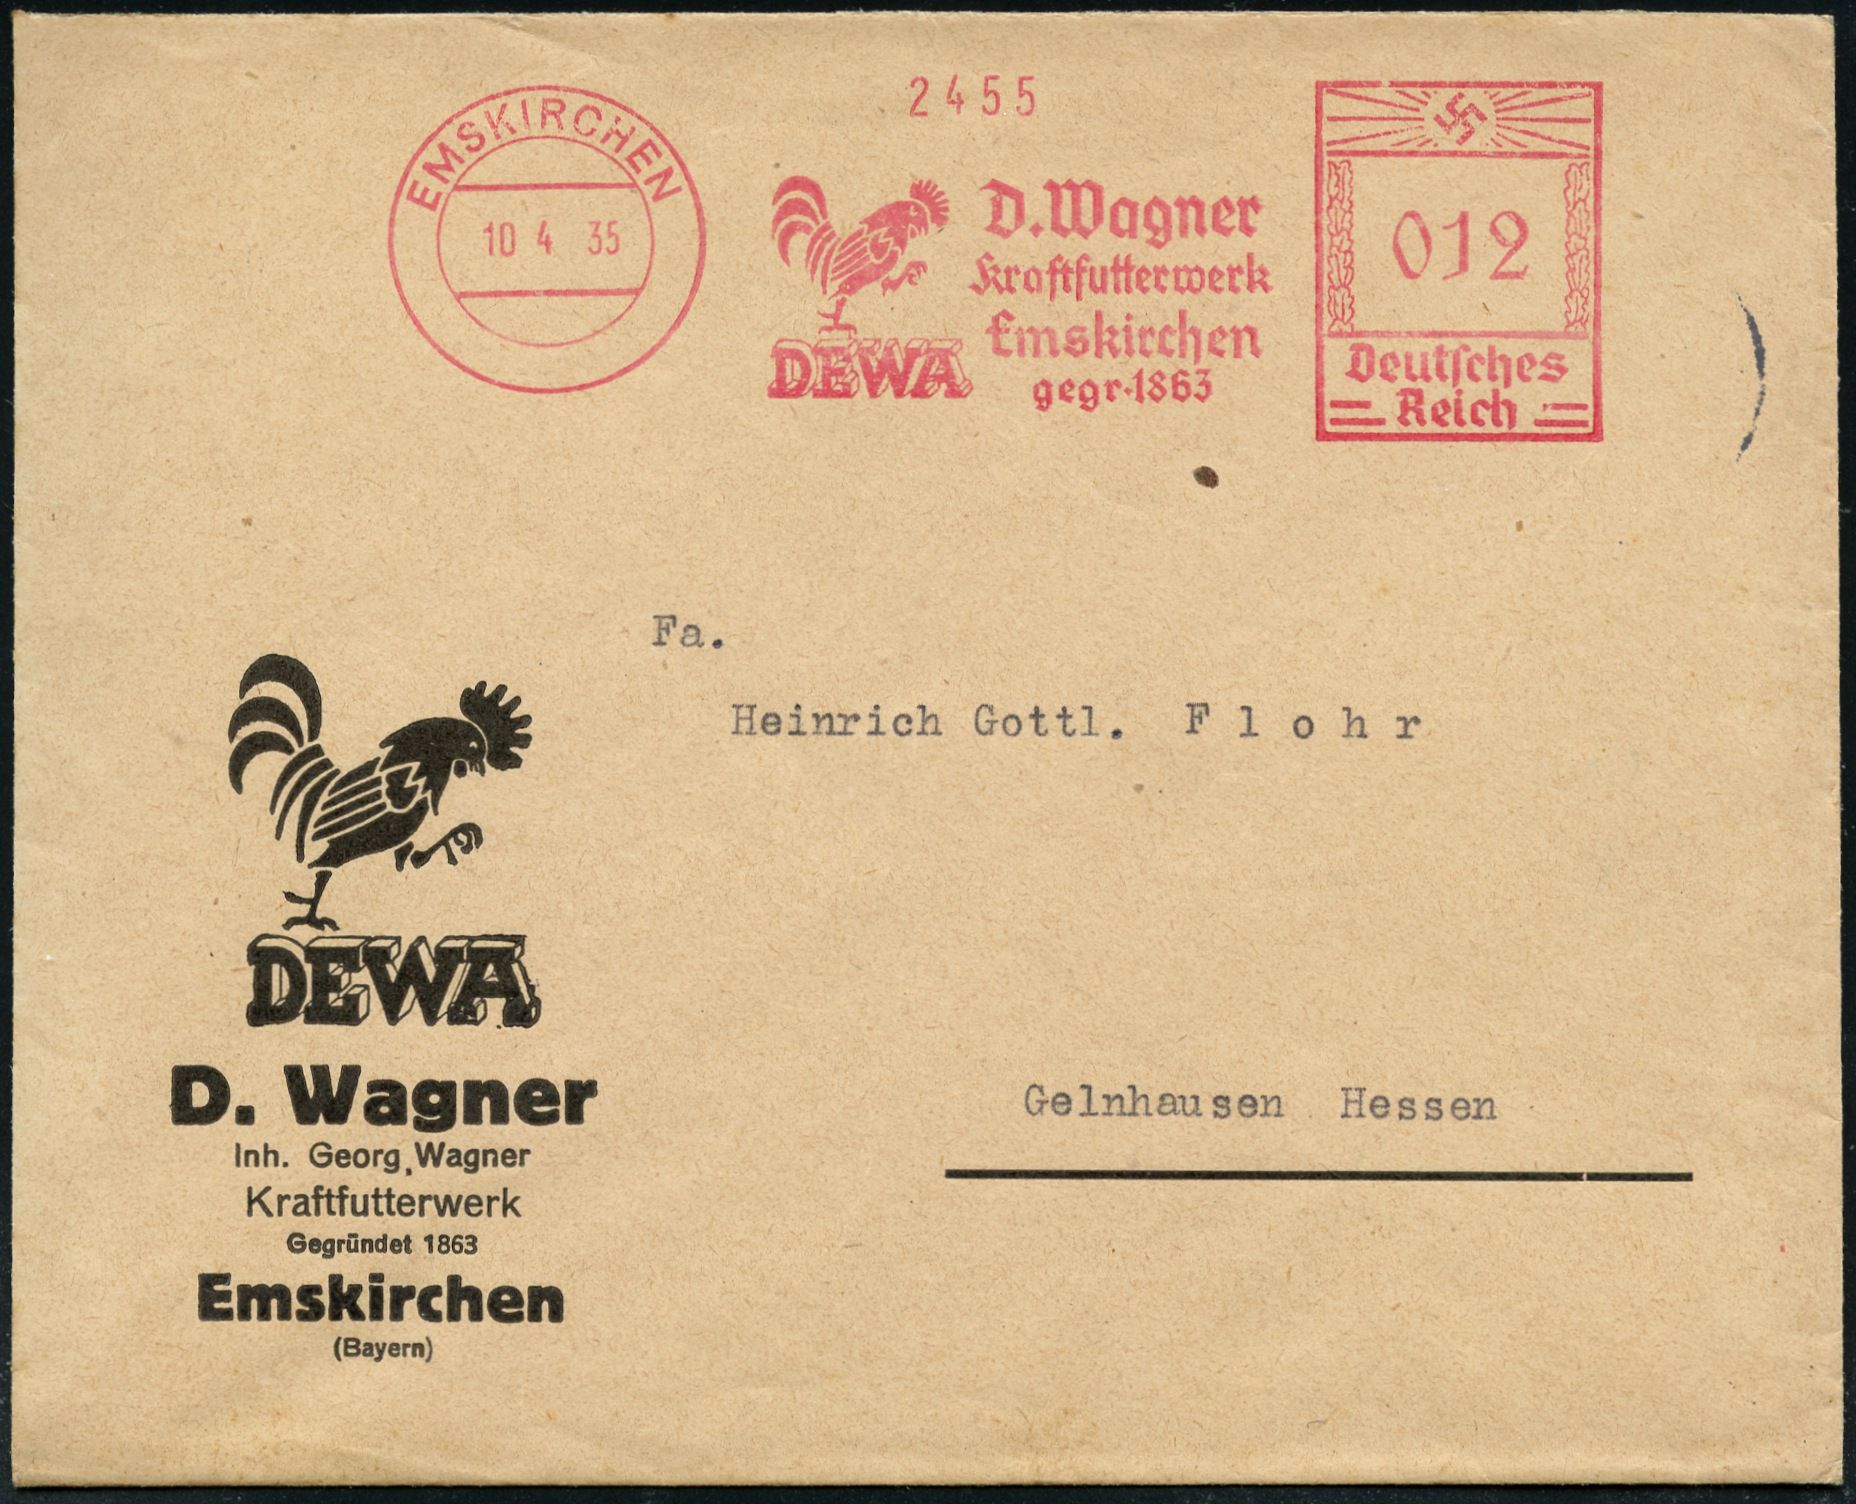 2455
EMSKIRCHEN
10 4 35
DEWA
D. Wagner
Kraftfutterwerk
Emskirchen
gegr. 1863
012
Deutsches
Reich
Fa.
Heinrich Gottl. F l o h r
Gelnhausen Hessen
DEWA
D. Wagner
Inh. Georg Wagner
Kraftfutterwerk
Gegründet 1863
Emskirchen
(Bayern)